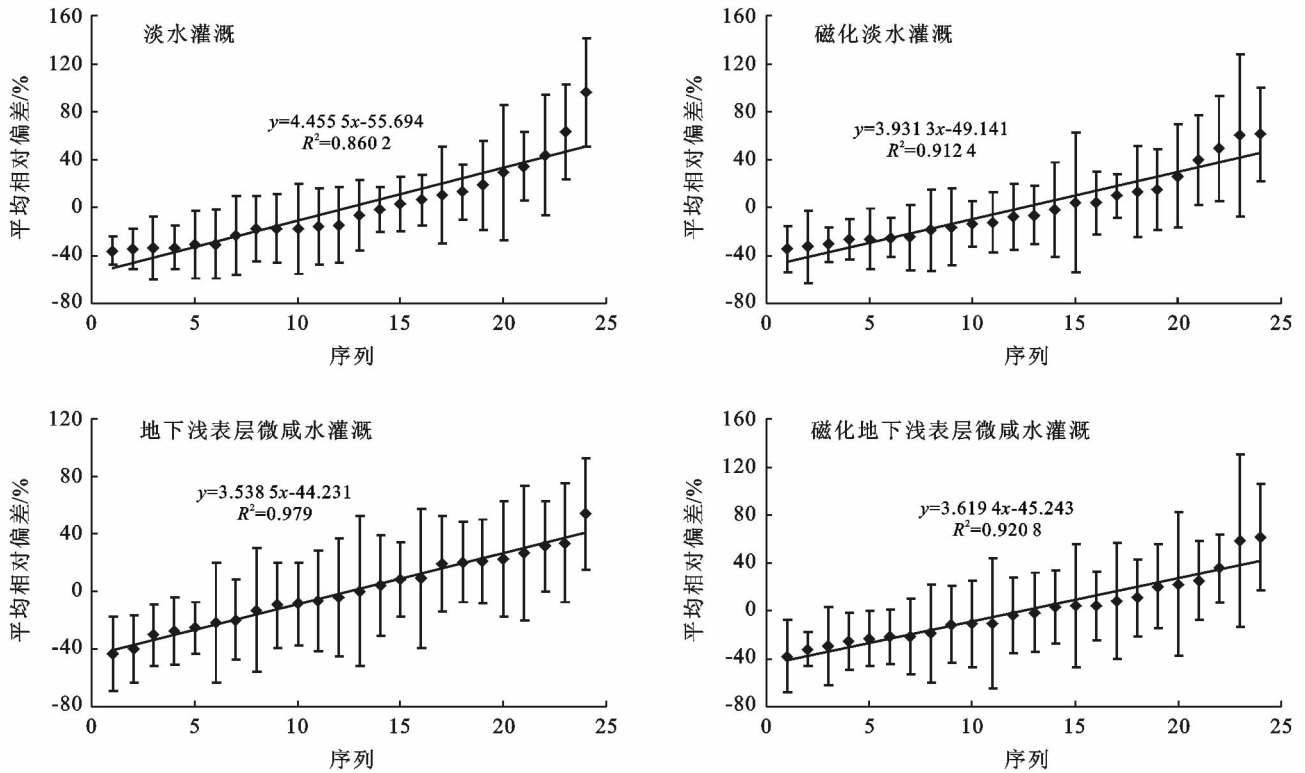 160
120
80
40
0
-40
-80
平均相对偏差/%
淡水灌溉
y=4.455 5x-55.694
R²=0.860 2
0 5 10 15 20 25
序列
160
120
80
40
0
-40
-80
平均相对偏差/%
磁化淡水灌溉
y=3.931 3x-49.141
R²=0.912 4
0 5 10 15 20 25
序列
120
80
40
0
-40
-80
平均相对偏差/%
地下浅表层微咸水灌溉
y=3.538 5x-44.231
R²=0.979
0 5 10 15 20 25
序列
160
120
80
40
0
-40
-80
平均相对偏差/%
磁化地下浅表层微咸水灌溉
y=3.619 4x-45.243
R²=0.920 8
0 5 10 15 20 25
序列